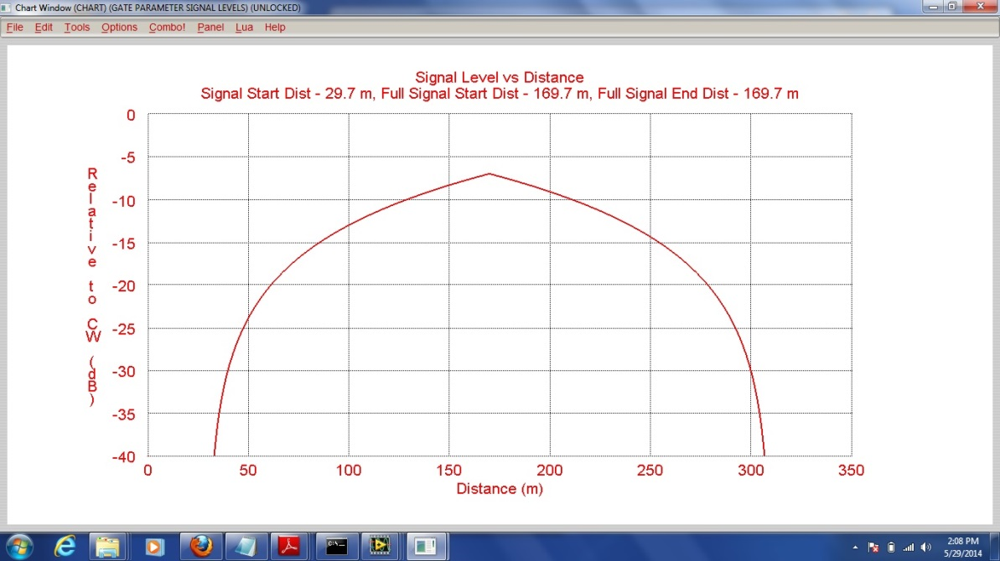 Chart Window (CHART) (GATE PARAMETER SIGNAL LEVELS) (UNLOCKED)
File Edit Tools Options Combo! Panel Lua Help
Signal Level vs Distance
Signal Start Dist - 29.7 m, Full Signal Start Dist - 169.7 m, Full Signal End Dist - 169.7 m
Relative to CW (dB)
0
-5
-10
-15
-20
-25
-30
-35
-40
0 50 100 150 200 250 300 350
Distance (m)
C:\_
2:08 PM
5/29/2014